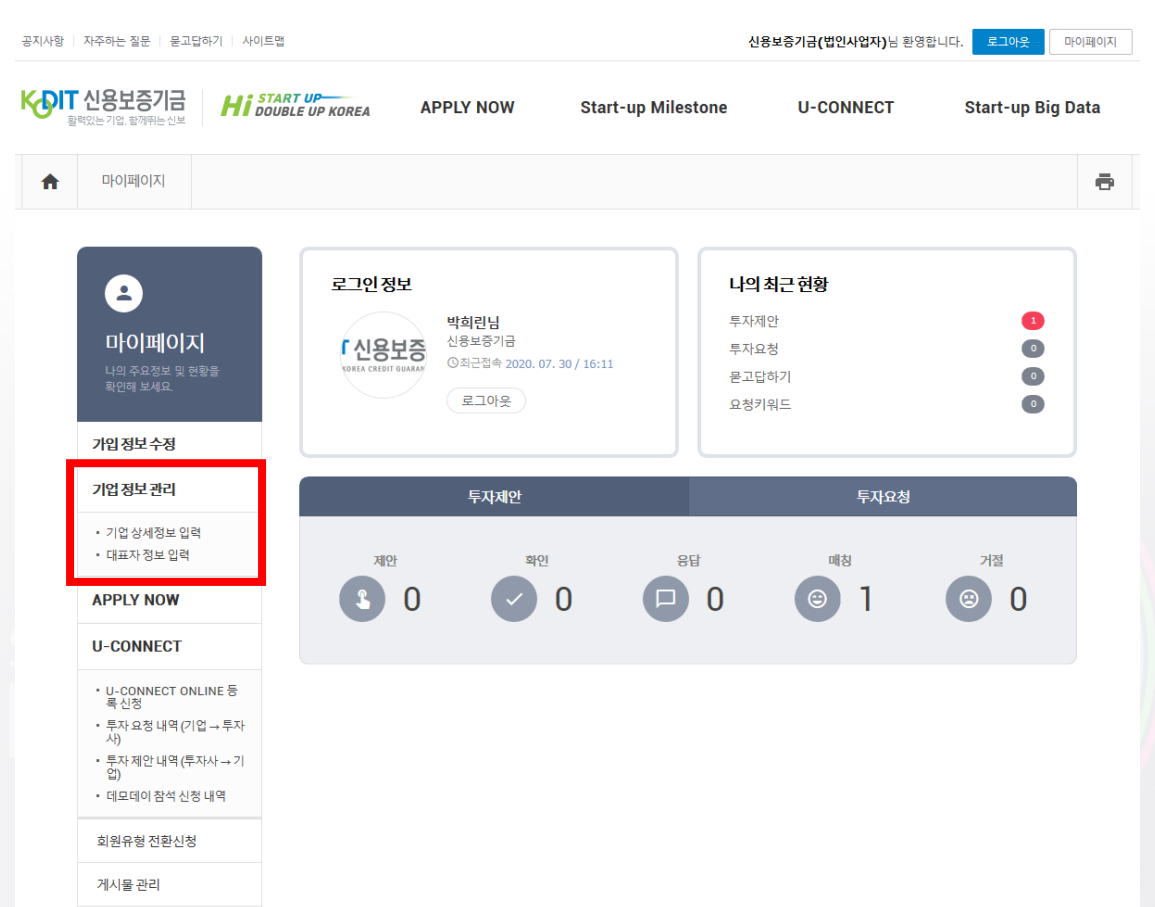 공지사항 자주하는 질문 묻고답하기 사이트맵
신용보증기금(법인사업자)님 환영합니다. 로그아웃 마이페이지
KODIT 신용보증기금
활력있는 기업, 함께뛰는 신보
Hi START UP
DOUBLE UP KOREA
APPLY NOW Start-up Milestone U-CONNECT Start-up Big Data
마이페이지
마이페이지
나의 주요정보 및 현황을
확인해 보세요.
가입 정보 수정
기업 정보 관리
• 기업 상세정보 입력
• 대표자 정보 입력
APPLY NOW
U-CONNECT
• U-CONNECT ONLINE 등
록 신청
• 투자 요청 내역 (기업 → 투자
사)
• 투자 제안 내역 (투자사 → 기
업)
• 데모데이 참석 신청 내역
회원유형 전환신청
게시물 관리
로그인 정보
신용보증
KOREA CREDIT GUARAN
박희린님
신용보증기금
최근접속 2020. 07. 30 / 16:11
로그아웃
나의 최근 현황
투자제안 1
투자요청 0
묻고답하기 0
요청키워드 0
투자제안 투자요청
제안 확인 응답 매칭 거절
0 0 0 1 0